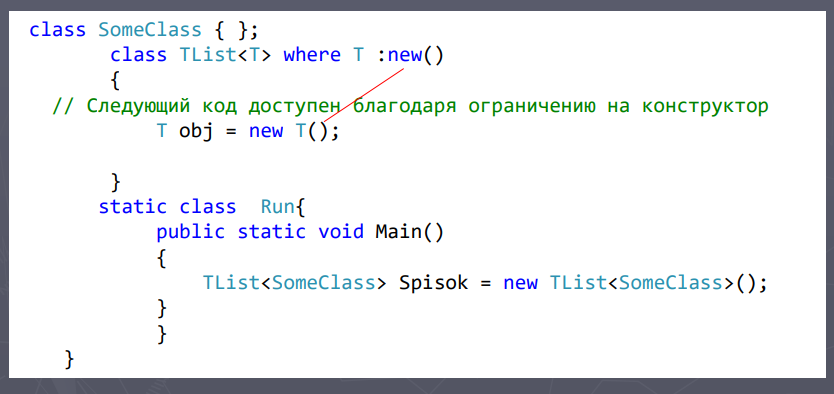 class SomeClass { };
class TList<T> where T :new()
{
// Следующий код доступен благодаря ограничению на конструктор
T obj = new T();
}
static class Run{
public static void Main()
{
TList<SomeClass> Spisok = new TList<SomeClass>();
}
}
}